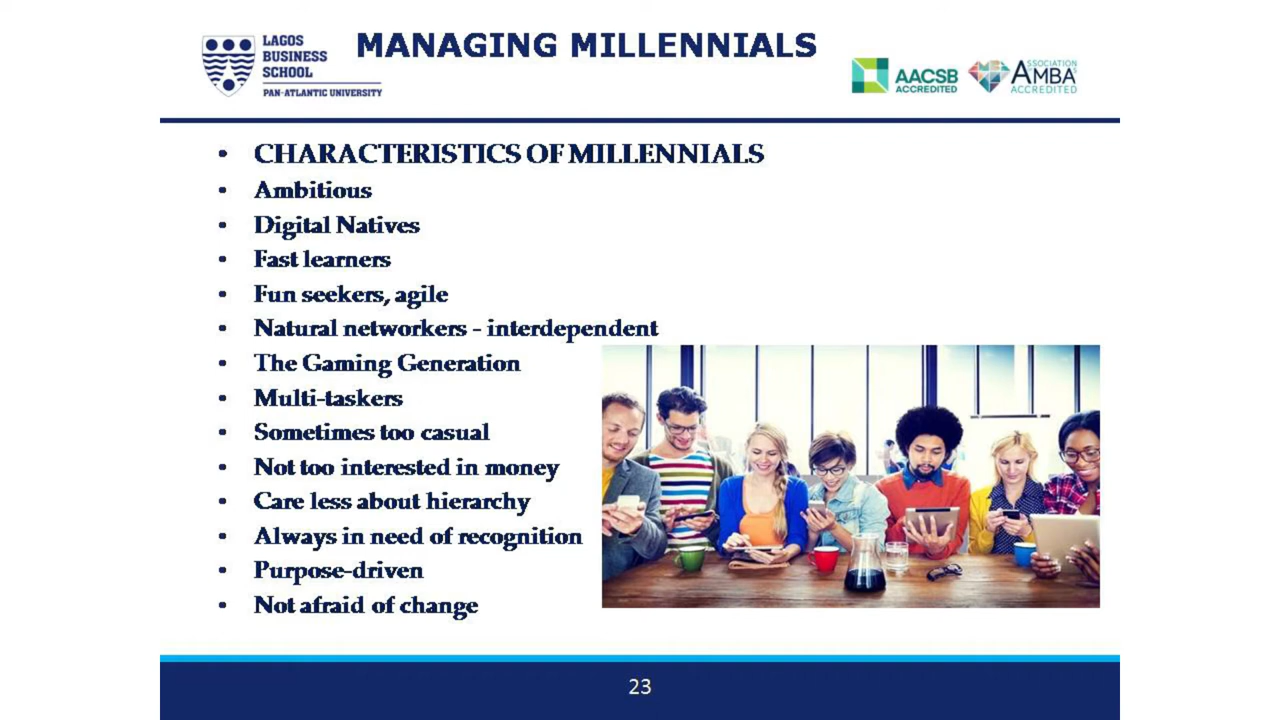 LAGOS
BUSINESS
SCHOOL
PAN-ATLANTIC UNIVERSITY
MANAGING MILLENNIALS
AACSB
ACCREDITED
ASSOCIATION
AMBA's
ACCREDITED
• CHARACTERISTICS OF MILLENNIALS
• Ambitious
• Digital Natives
• Fast learners
• Fun seekers, agile
• Natural networkers - interdependent
• The Gaming Generation
• Multi-taskers
• Sometimes too casual
• Not too interested in money
• Care less about hierarchy
• Always in need of recognition
• Purpose-driven
• Not afraid of change
23